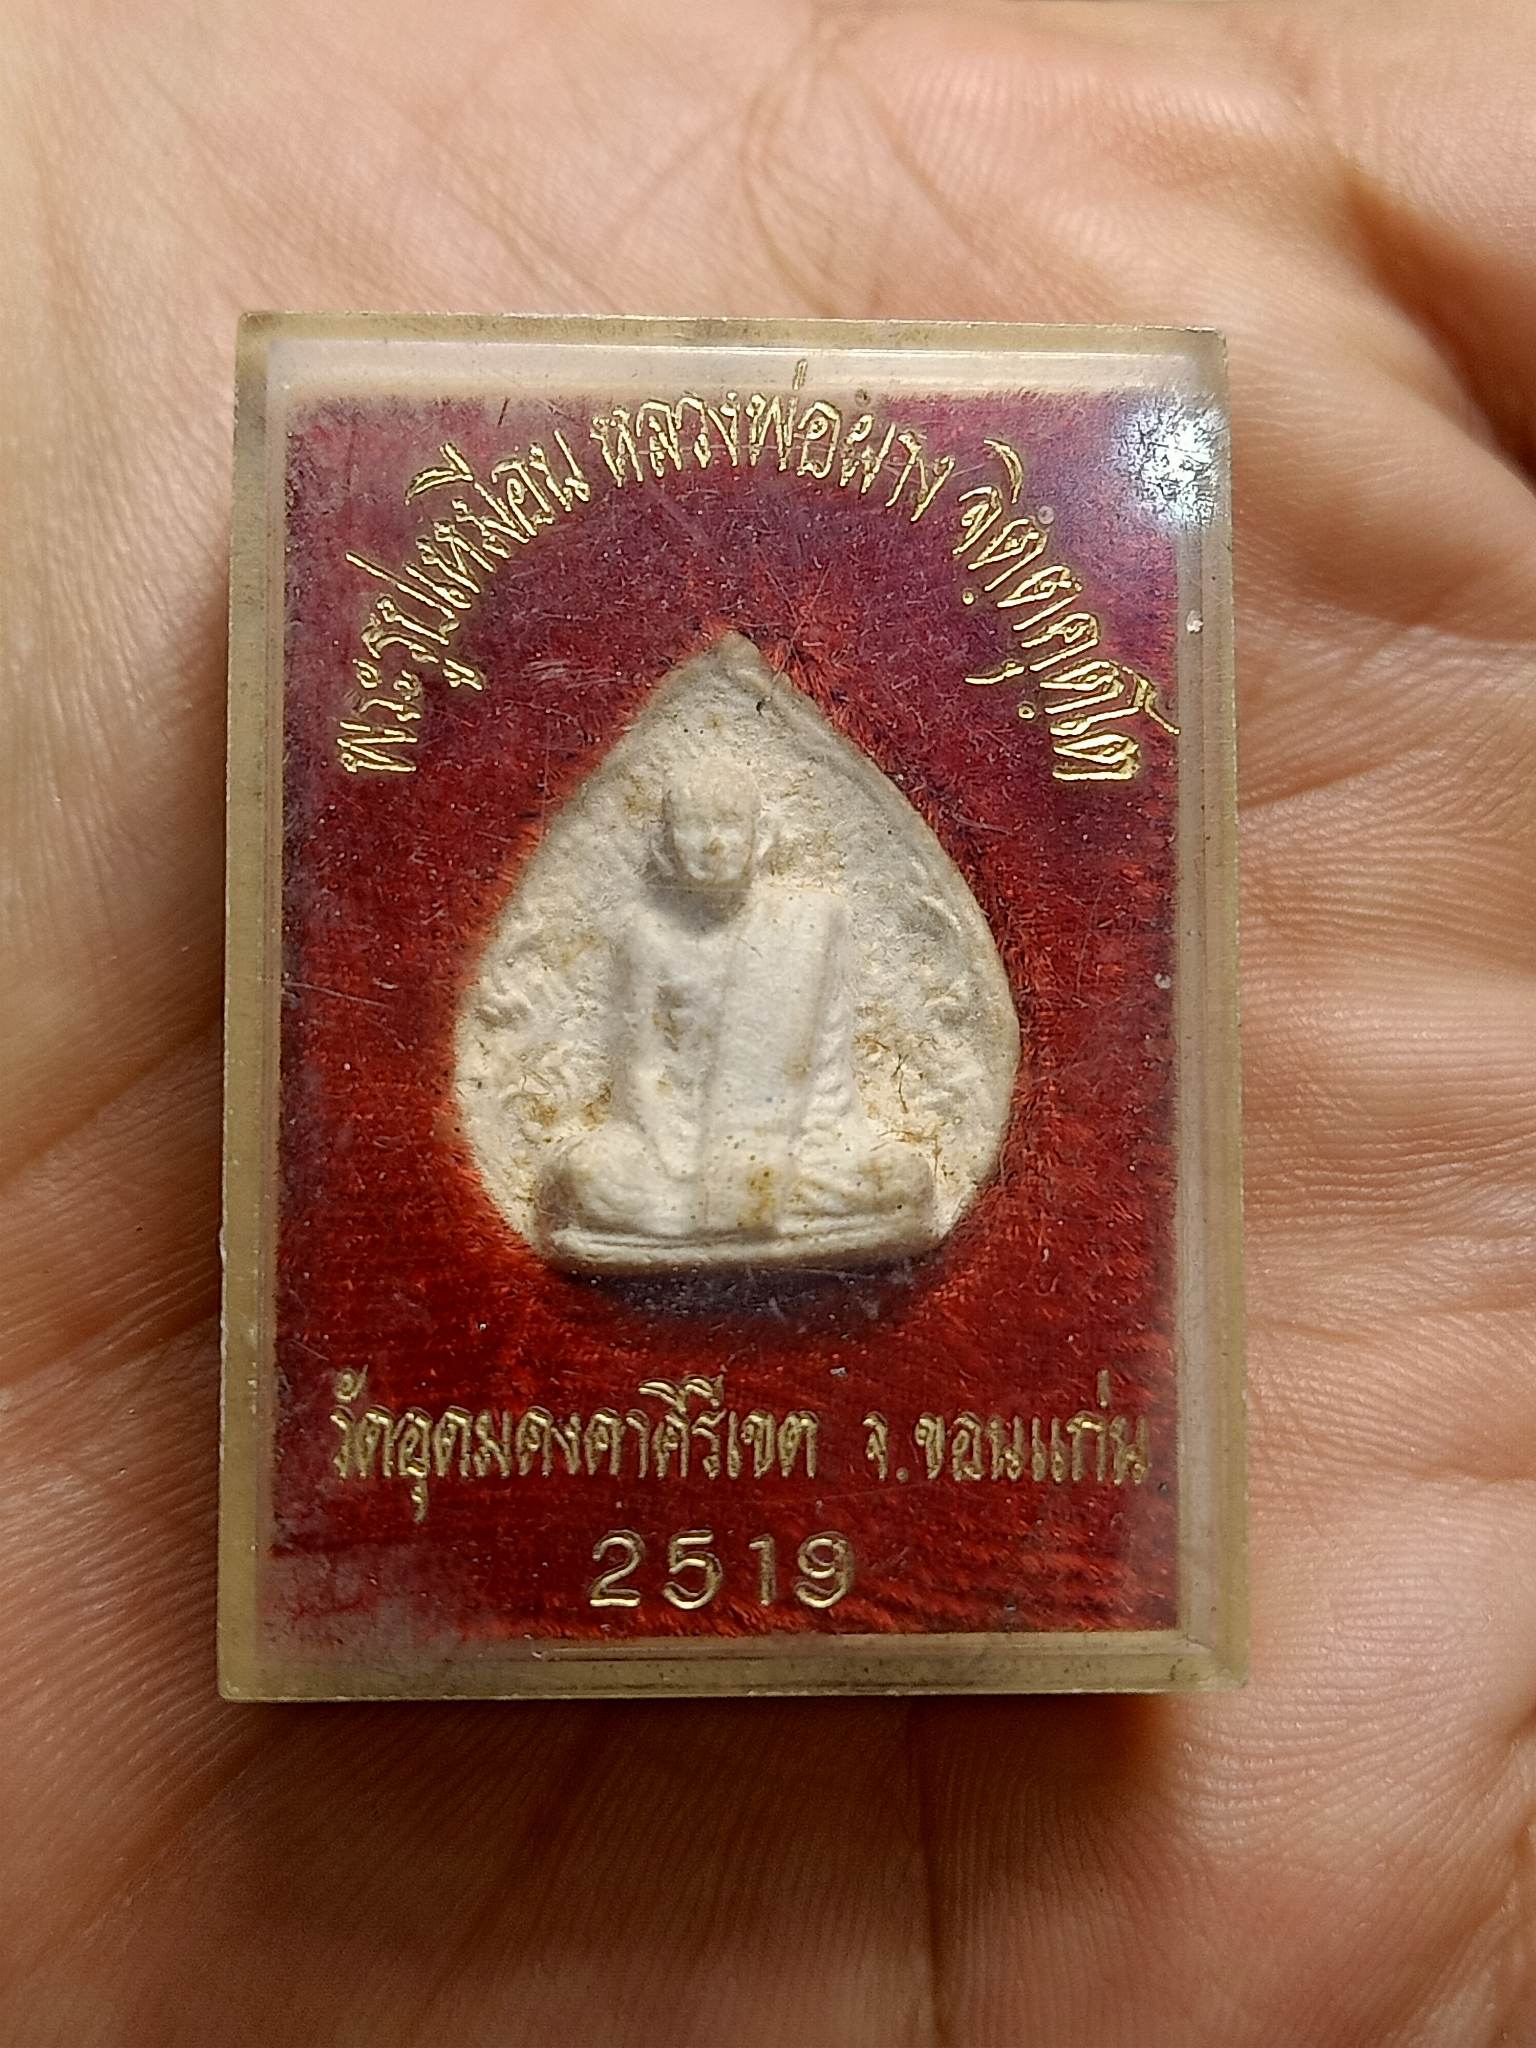 พระรูปเหมือน หลวงพ่อผาง จิตฺตคุตฺโต
วัดอุดมคงคาคีรีเขต จ.ขอนแก่น
2519